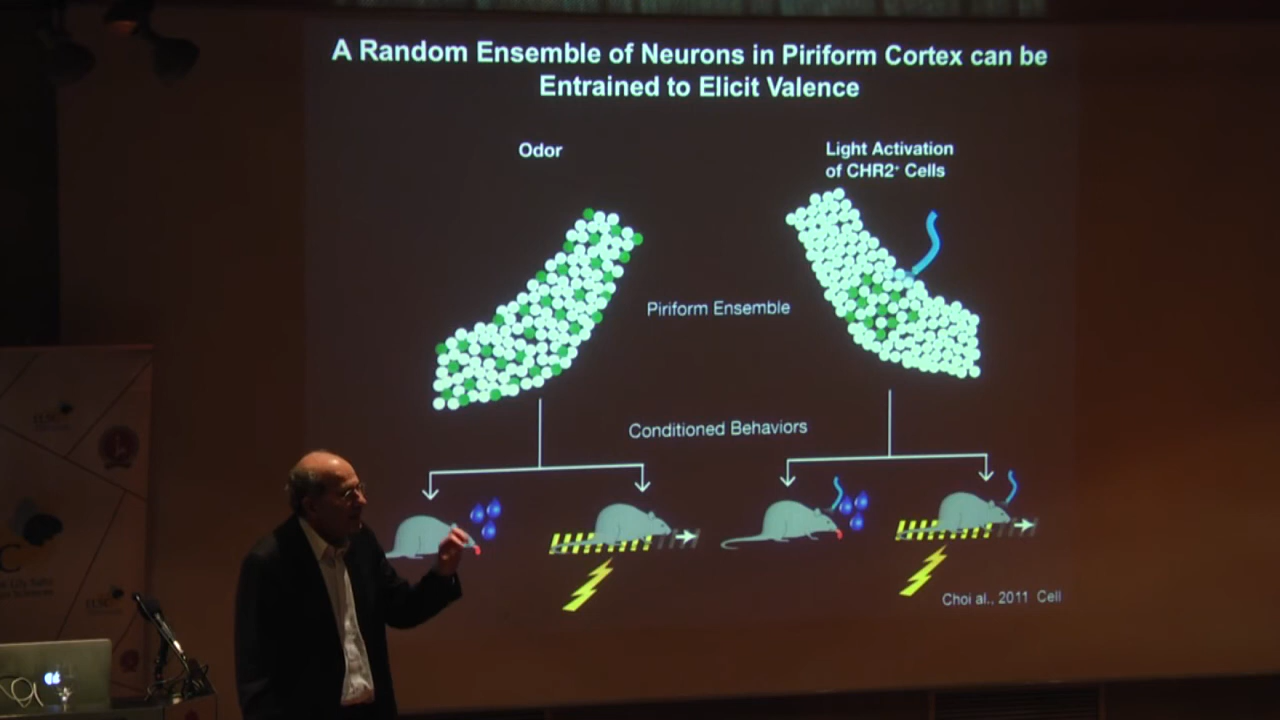 A Random Ensemble of Neurons in Piriform Cortex can be
Entrained to Elicit Valence
Odor
Light Activation
of CHR2⁺ Cells
Piriform Ensemble
Conditioned Behaviors
Choi al., 2011 Cell